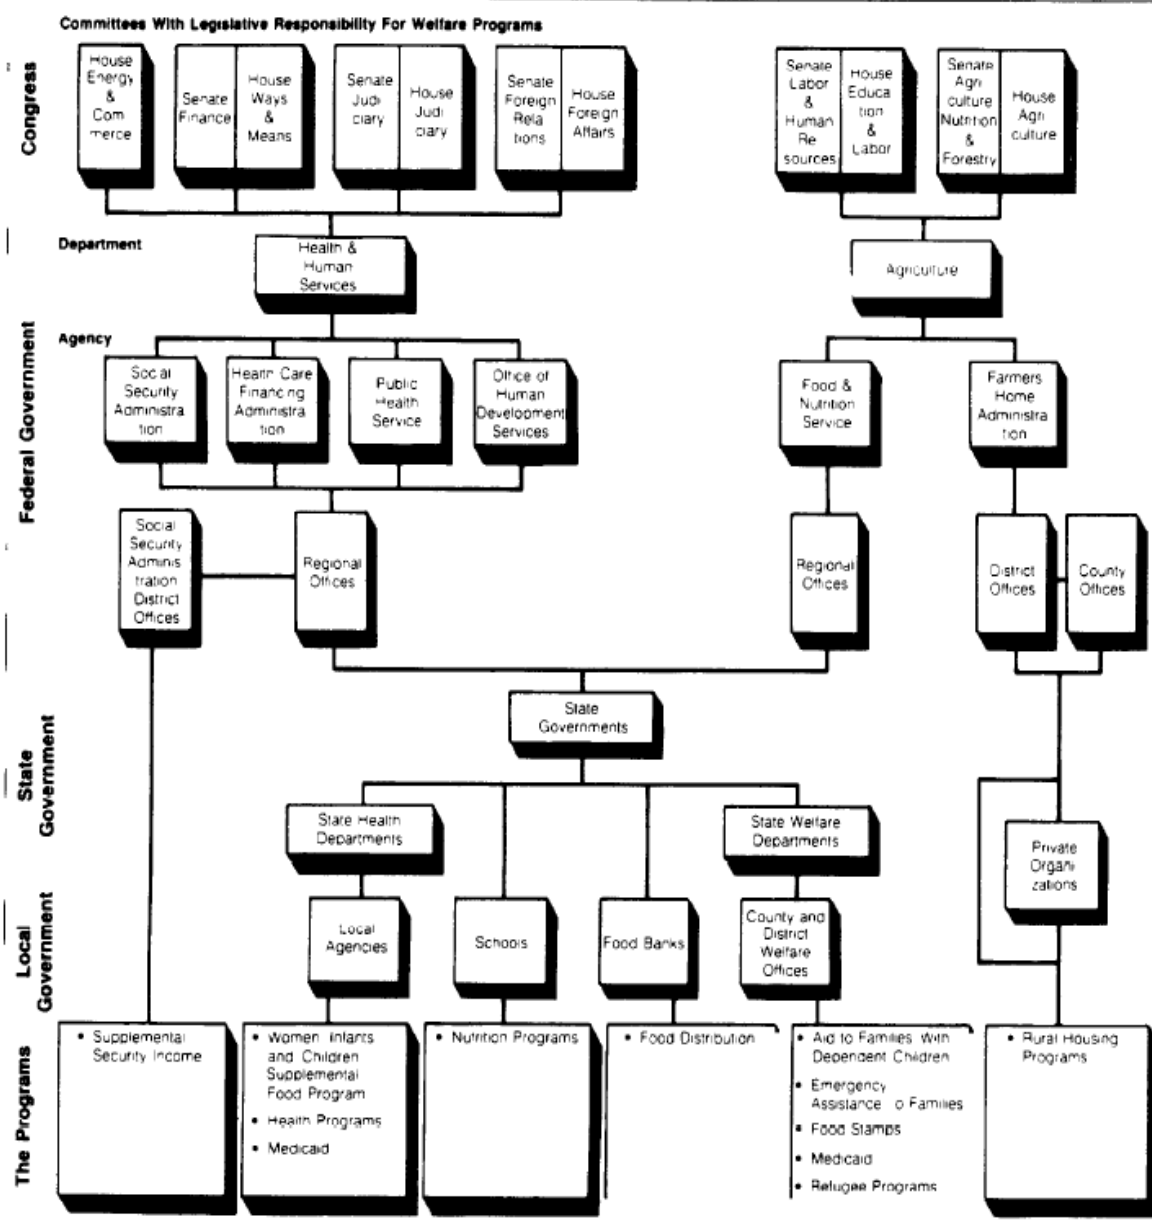 Committees With Legislative Responsibility For Welfare Programs
Congress
House
Energy
&
Com
merce
Senate
Finance
House
Ways
&
Means
Senate
Judi
ciary
House
Judi
ciary
Senate
Foreign
Rela
tions
House
Foreign
Affairs
Senate
Labor
&
Human
Re
sources
House
Educa
tion
&
Labor
Senate
Agri
culture
Nutrition
&
Forestry
House
Agri
culture
Department
Health &
Human
Services
Agriculture
Federal Government
Agency
Social
Security
Administra
tion
Health Care
Financing
Administra
tion
Public
Health
Service
Office of
Human
Development
Services
Food &
Nutrition
Service
Farmers
Home
Administra
tion
Social
Security
Adminis
tration
District
Offices
Regional
Offices
Regional
Offices
District
Offices
County
Offices
State
Government
State
Governments
State Health
Departments
State Welfare
Departments
Private
Organi
zations
Local
Government
Local
Agencies
Schools
Food Banks
County and
District
Welfare
Offices
The Programs
• Supplemental
Security Income
• Women Infants
and Children
Supplemental
Food Program
• Health Programs
• Medicaid
• Nutrition Programs
• Food Distribution
• Aid to Families With
Dependent Children
• Emergency
Assistance o Families
• Food Stamps
• Medicaid
• Refugee Programs
• Rural Housing
Programs